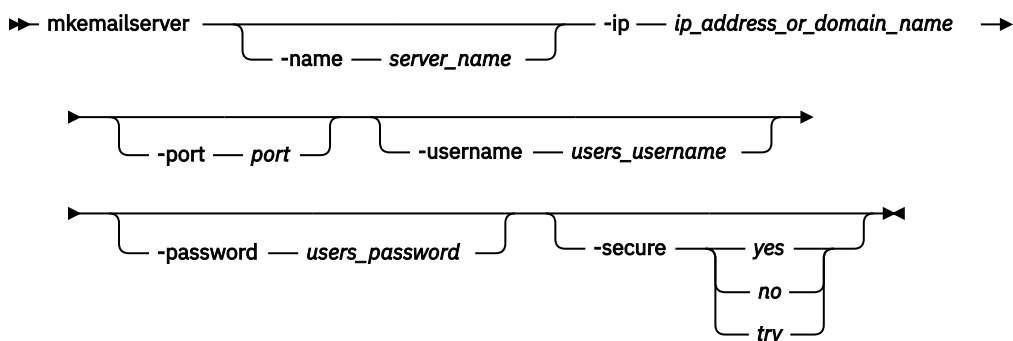 mkemailserver -ip ip_address_or_domain_name
-name server_name
-port port -username users_username
-password users_password -secure yes
no
try